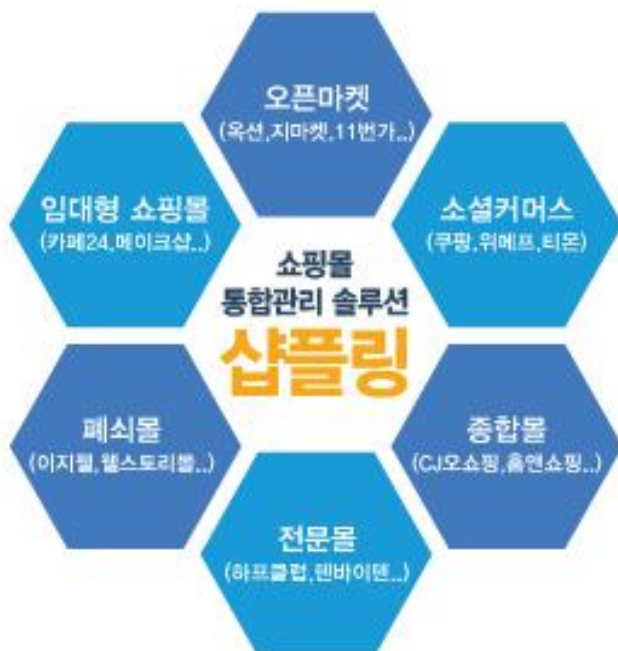 오픈마켓
(옥션,지마켓,11번가..)
임대형 쇼핑몰
(카페24,메이크샵..)
소셜커머스
(쿠팡,위메프,티몬)
쇼핑몰
통합관리 솔루션
샵플링
폐쇠몰
(이지웰,웰스토리몰..)
종합몰
(CJ오쇼핑,홈앤쇼핑..)
전문몰
(하프클럽,텐바이텐..)